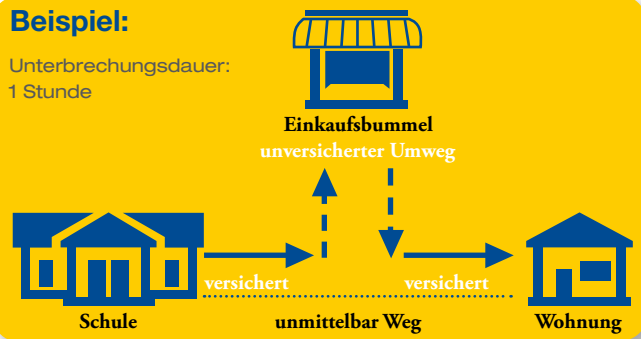 Beispiel:
Unterbrechungsdauer:
1 Stunde
Einkaufsbummel
unversicherter Umweg
versichert
versichert
Schule
unmittelbar Weg
Wohnung